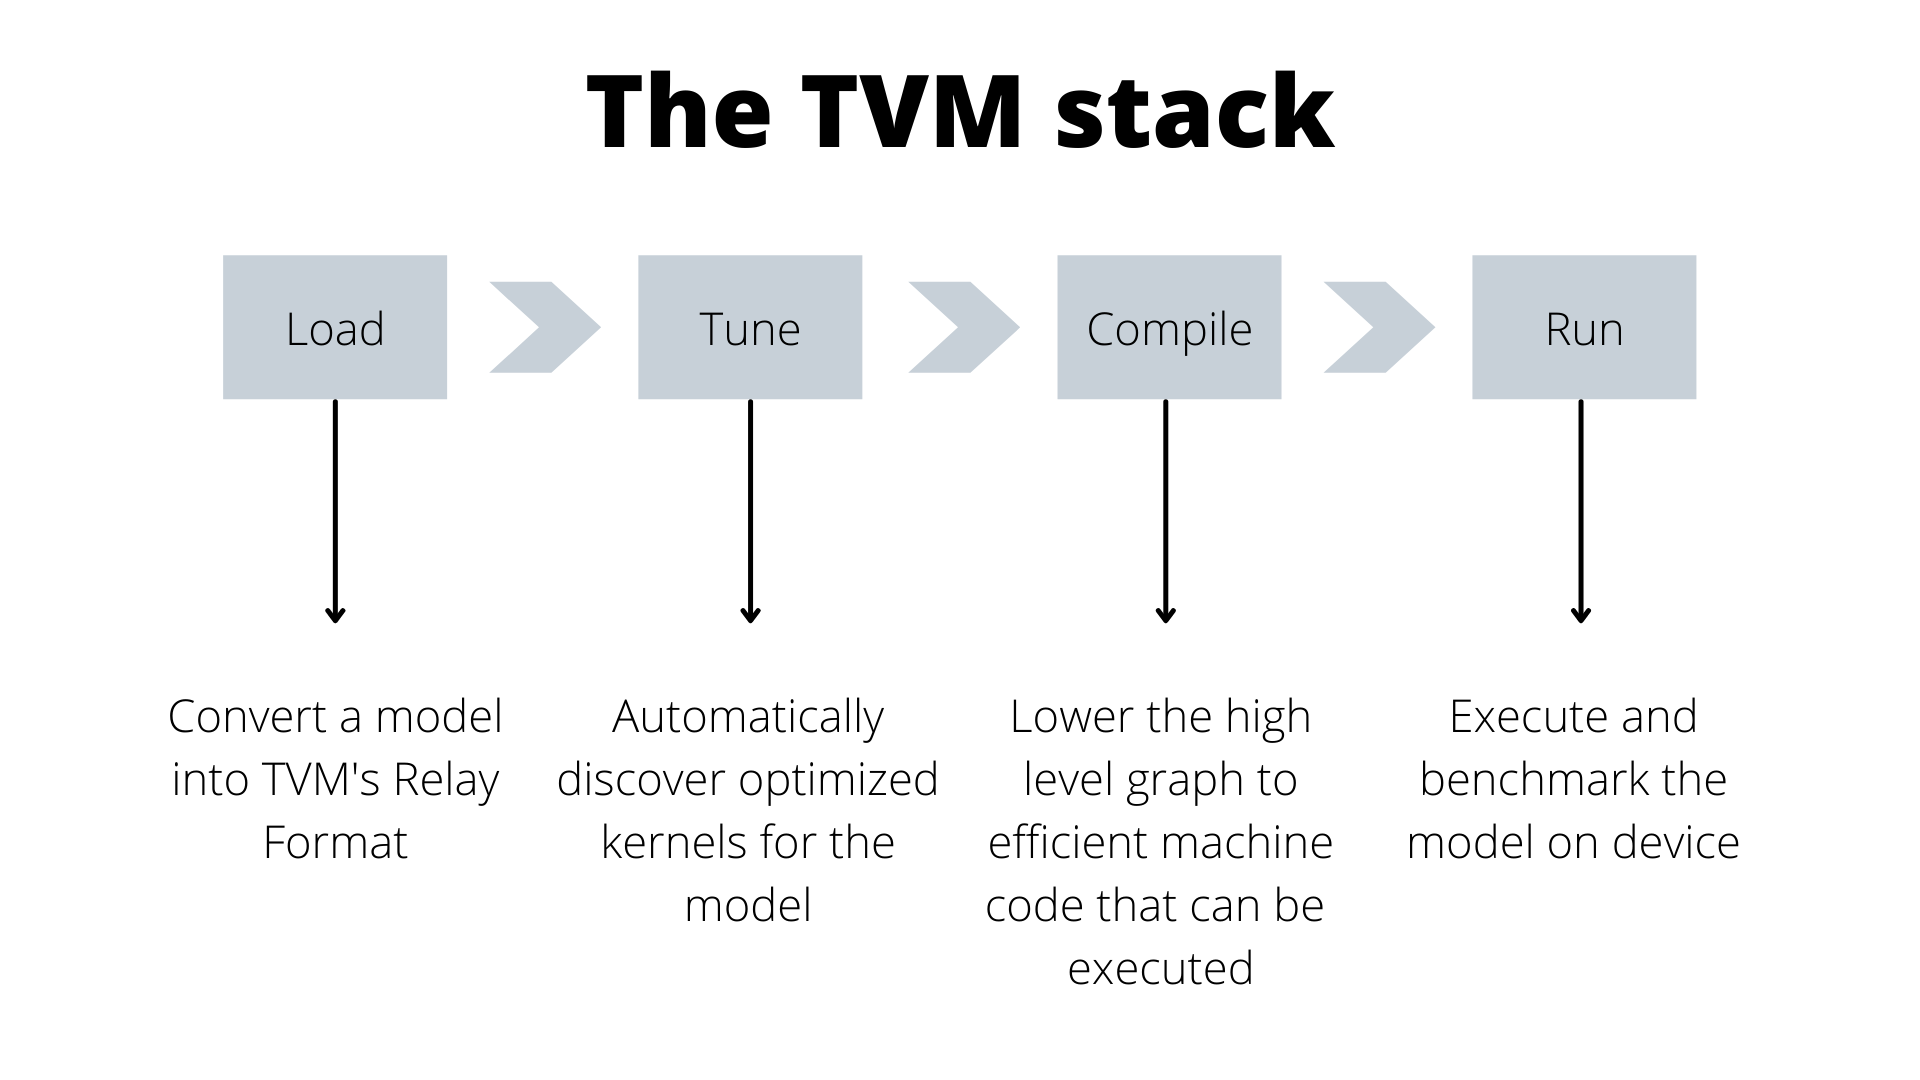 The TVM stack
Load
Tune
Compile
Run
Convert a model
into TVM's Relay
Format
Automatically
discover optimized
kernels for the
model
Lower the high
level graph to
efficient machine
code that can be
executed
Execute and
benchmark the
model on device